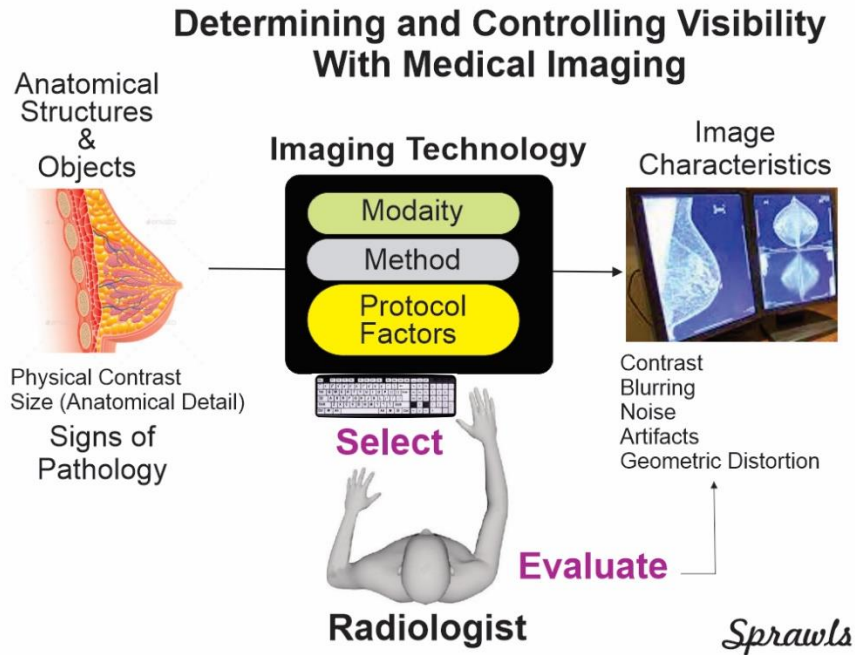 Determining and Controlling Visibility
With Medical Imaging
Anatomical
Structures
&
Objects
Physical Contrast
Size (Anatomical Detail)
Signs of
Pathology
Imaging Technology
Modaity
Method
Protocol
Factors
Select
Evaluate
Radiologist
Image
Characteristics
Contrast
Blurring
Noise
Artifacts
Geometric Distortion
Sprawls